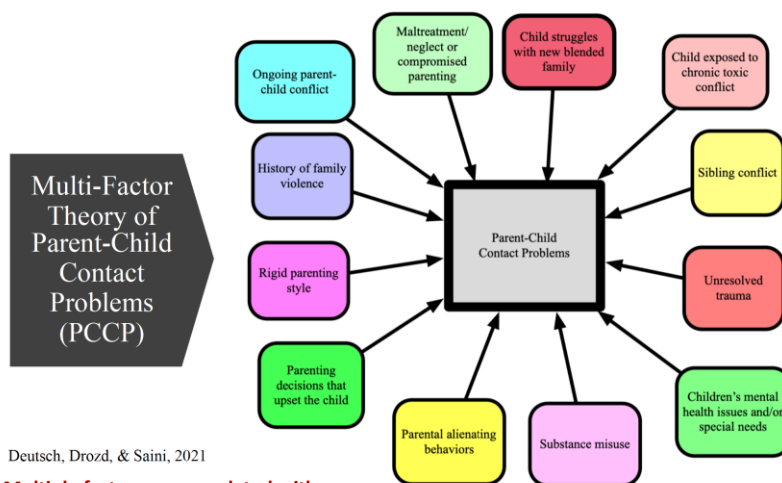 Multi-Factor
Theory of
Parent-Child
Contact
Problems
(PCCP)
Ongoing parent-
child conflict
Maltreatment/
neglect or
compromised
parenting
Child struggles
with new blended
family
Child exposed to
chronic toxic
conflict
History of family
violence
Sibling conflict
Parent-Child
Contact Problems
Rigid parenting
style
Unresolved
trauma
Parenting
decisions that
upset the child
Parental alienating
behaviors
Substance misuse
Children's mental
health issues and/or
special needs
Deutsch, Drozd, & Saini, 2021